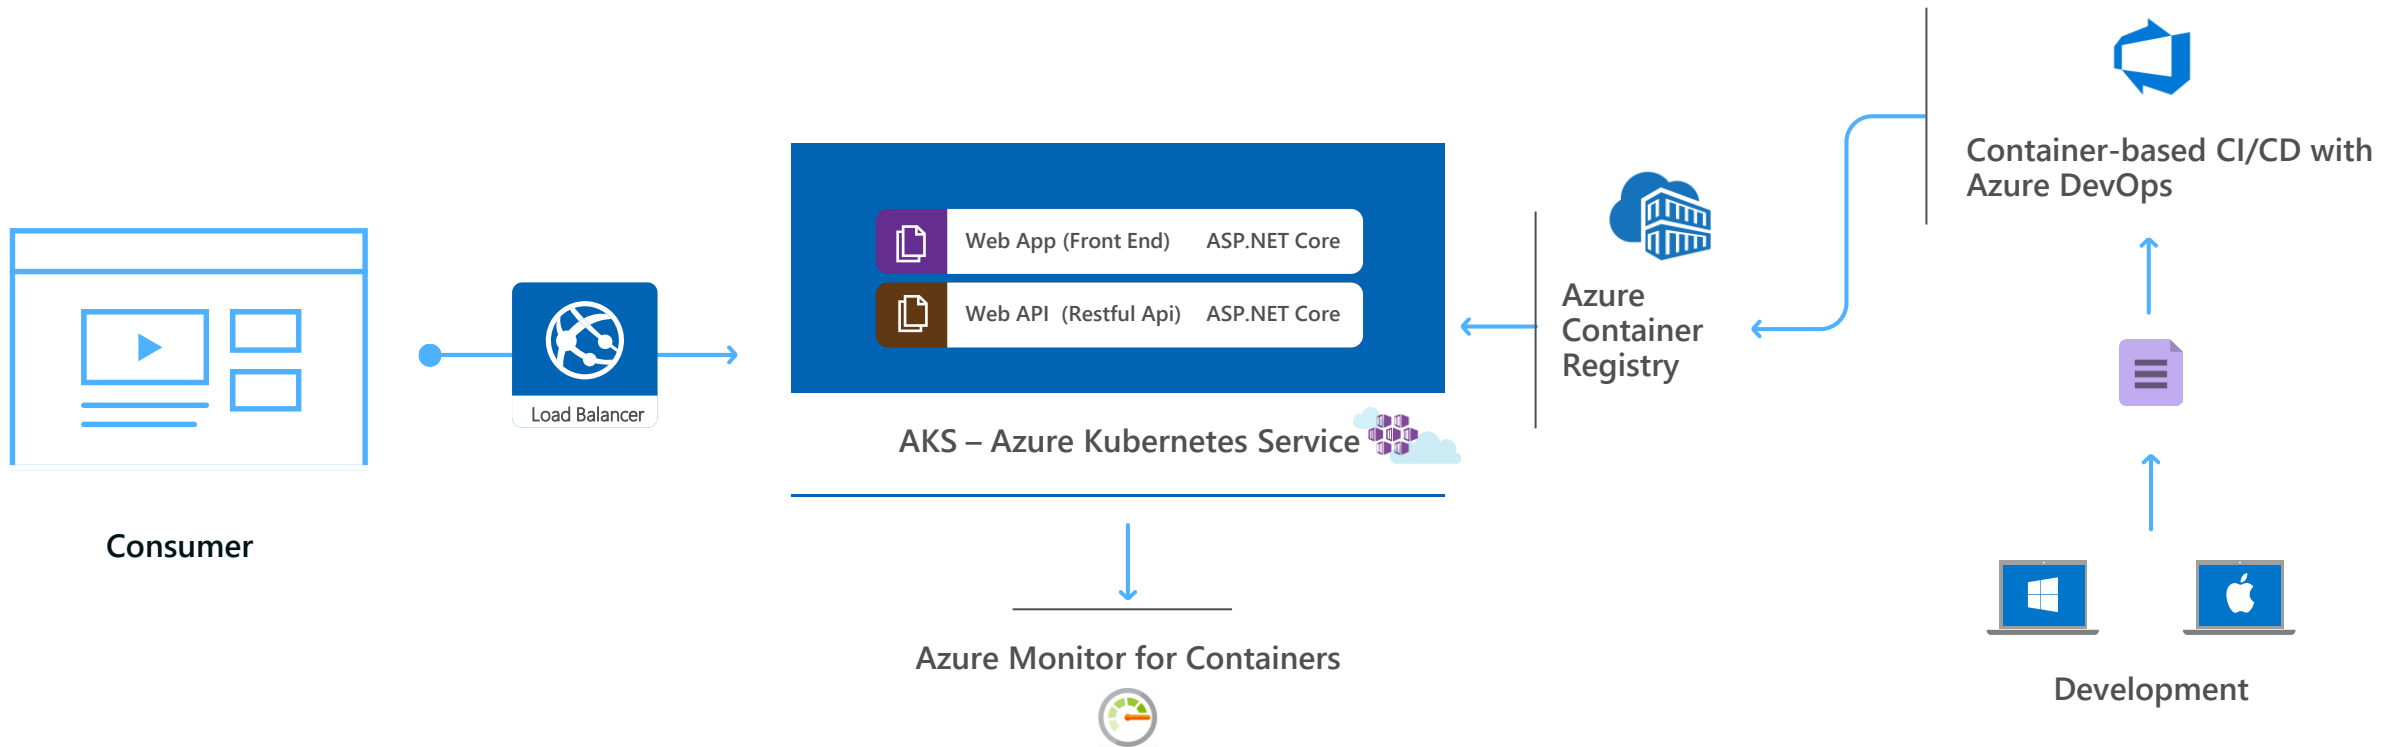 Container-based CI/CD with
Azure DevOps
Web App (Front End) ASP.NET Core
Web API (Restful Api) ASP.NET Core
Azure
Container
Registry
Load Balancer
AKS – Azure Kubernetes Service
Consumer
Azure Monitor for Containers
Development